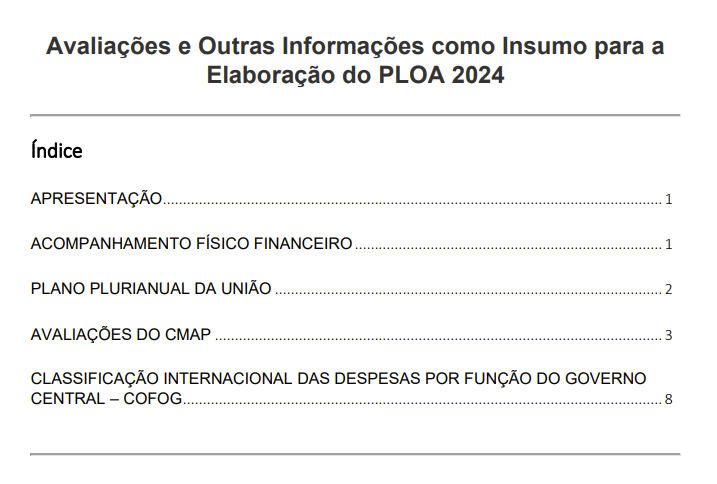 Avaliações e Outras Informações como Insumo para a
Elaboração do PLOA 2024
Índice
APRESENTAÇÃO 1
ACOMPANHAMENTO FÍSICO FINANCEIRO 1
PLANO PLURIANUAL DA UNIÃO 2
AVALIAÇÕES DO CMAP 3
CLASSIFICAÇÃO INTERNACIONAL DAS DESPESAS POR FUNÇÃO DO GOVERNO
CENTRAL – COFOG 8